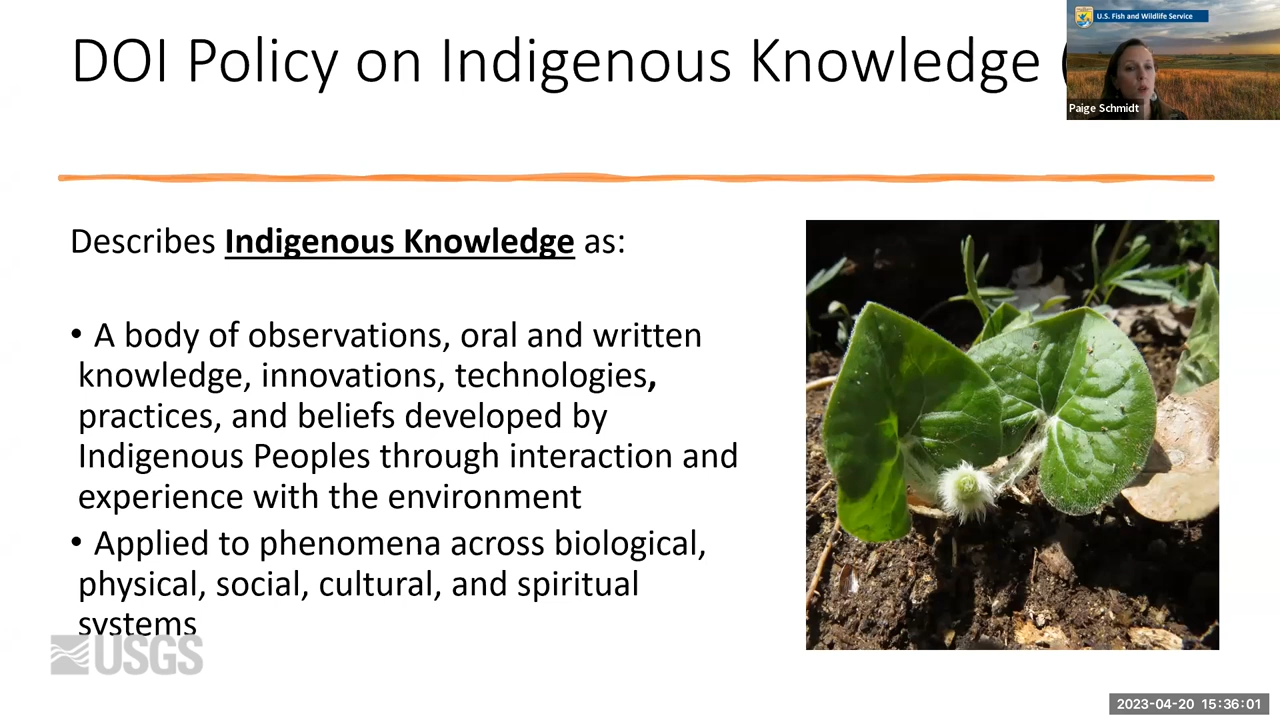 DOI Policy on Indigenous Knowledge (
U.S. Fish and Wildlife Service
Paige Schmidt
Describes Indigenous Knowledge as:
• A body of observations, oral and written
knowledge, innovations, technologies,
practices, and beliefs developed by
Indigenous Peoples through interaction and
experience with the environment
• Applied to phenomena across biological,
physical, social, cultural, and spiritual
systems
USGS
2023-04-20 15:36:01